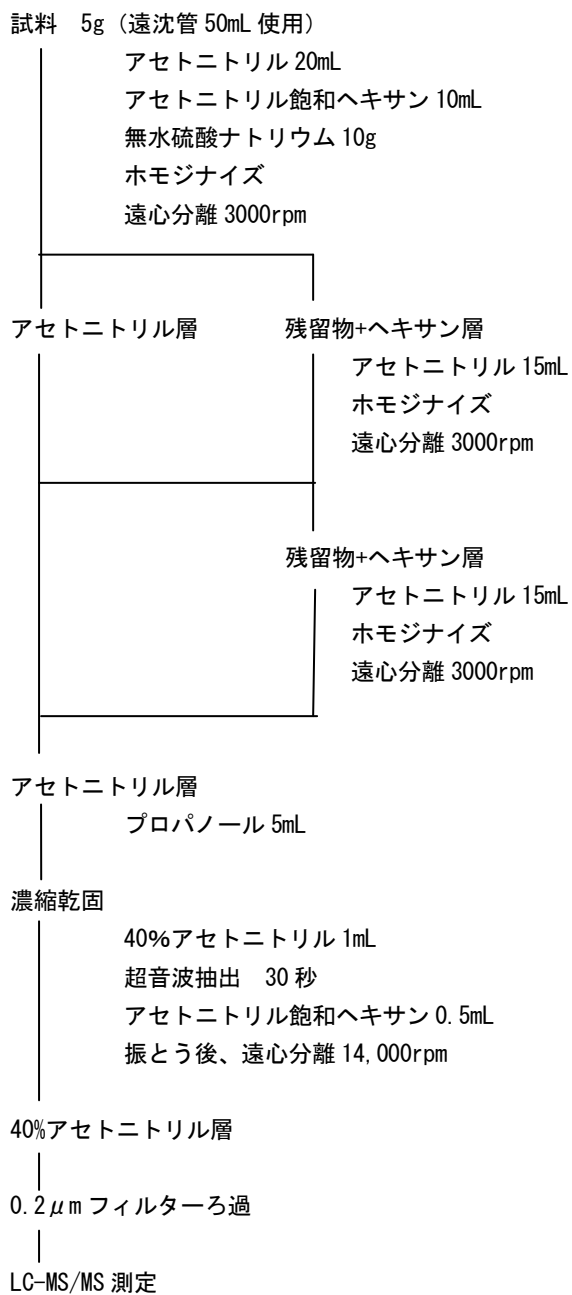 試料　5g（遠沈管 50mL 使用）
アセトニトリル 20mL
アセトニトリル飽和ヘキサン 10mL
無水硫酸ナトリウム 10g
ホモジナイズ
遠心分離 3000rpm
アセトニトリル層　残留物+ヘキサン層
アセトニトリル 15mL
ホモジナイズ
遠心分離 3000rpm
残留物+ヘキサン層
アセトニトリル 15mL
ホモジナイズ
遠心分離 3000rpm
アセトニトリル層
プロパノール 5mL
濃縮乾固
40%アセトニトリル 1mL
超音波抽出　30 秒
アセトニトリル飽和ヘキサン 0.5mL
振とう後、遠心分離 14,000rpm
40%アセトニトリル層
0.2μm フィルターろ過
LC-MS/MS 測定